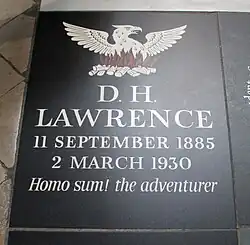 D. H.
LAWRENCE
11 SEPTEMBER 1885
2 MARCH 1930
Homo sum! the adventurer